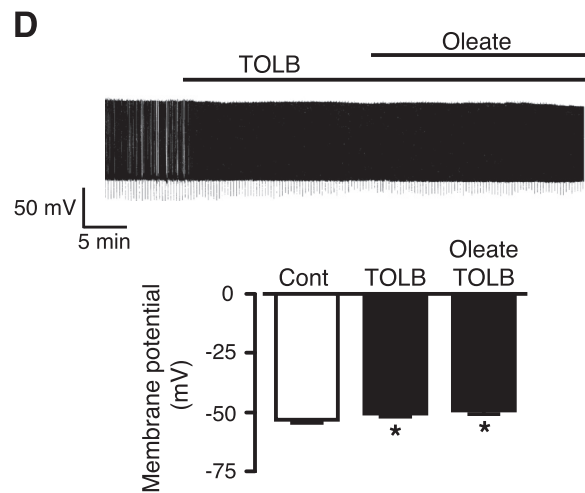 D
Oleate
TOLB
50 mV
5 min
Oleate
Cont TOLB TOLB
Membrane potential
(mV)
0
-25
-50
-75
*
*